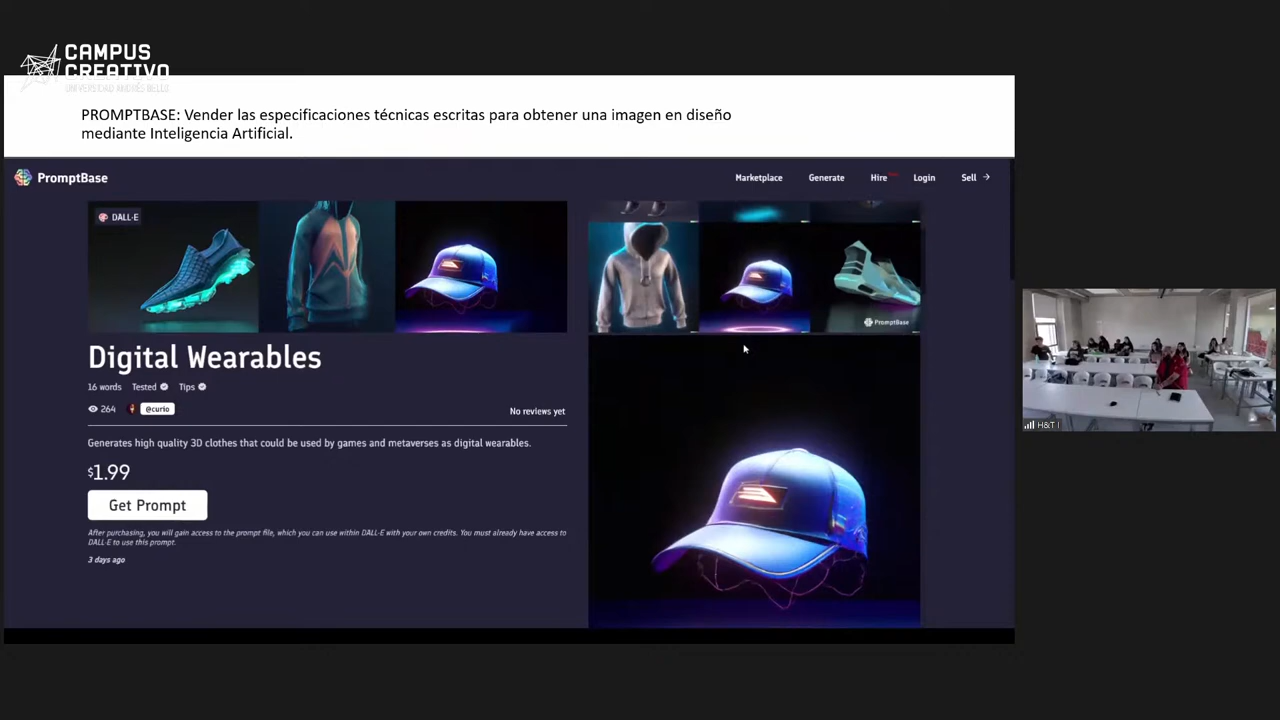 CAMPUS
CREATIVO
UNIVERSIDAD ANDRÉS BELLO
PROMPTBASE: Vender las especificaciones técnicas escritas para obtener una imagen en diseño
mediante Inteligencia Artificial.
PromptBase
Marketplace
Generate
Hire
Login
Sell →
DALL·E
PromptBase
Digital Wearables
16 words
Tested
Tips
264
@curio
No reviews yet
Generates high quality 3D clothes that could be used by games and metaverses as digital wearables.
$1.99
Get Prompt
After purchasing, you will gain access to the prompt file, which you can use within DALL·E with your own credits. You must already have access to
DALL·E to use this prompt.
3 days ago
H&T I